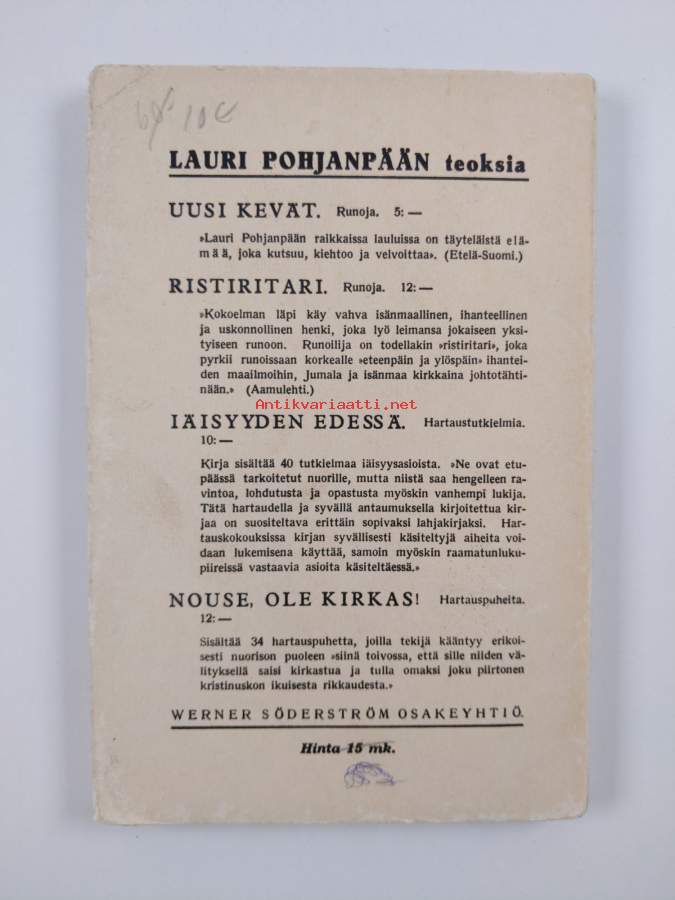 10€
LAURI POHJANPÄÄN teoksia
UUSI KEVÄT. Runoja. 5: —
»Lauri Pohjanpään raikkaissa lauluissa on täyteläistä elä-
mää, joka kutsuu, kiehtoo ja velvoittaa». (Etelä-Suomi.)
RISTIRITARI. Runoja. 12: —
»Kokoelman läpi käy vahva isänmaallinen, ihanteellinen
ja uskonnollinen henki, joka lyö leimansa jokaiseen yksi-
tyiseen runoon. Runoilija on todellakin »ristiritari», joka
pyrkii runoissaan korkealle »eteenpäin ja ylöspäin» ihantei-
den maailmoihin, Jumala ja isänmaa kirkkaina johtotähti-
nään.» (Aamulehti.)
Antikvariaatti.net
IÄISYYDEN EDESSÄ. Hartaustutkielmia.
10: —
Kirja sisältää 40 tutkielmaa iäisyysasioista. »Ne ovat etu-
päässä tarkoitetut nuorille, mutta niistä saa hengelleen ra-
vintoa, lohdutusta ja opastusta myöskin vanhempi lukija.
Tätä hartaudella ja syvällä antaumuksella kirjoitettua kir-
jaa on suositeltava erittäin sopivaksi lahjakirjaksi. Har-
tauskokouksissa kirjan syvällisesti käsiteltyjä aiheita voi-
daan lukemisena käyttää, samoin myöskin raamatunluku-
piireissä vastaavia asioita käsiteltäessä.»
NOUSE, OLE KIRKAS! Hartauspuheita.
12: —
Sisältää 34 hartauspuhetta, joilla tekijä kääntyy erikoi-
sesti nuorison puoleen »siinä toivossa, että sille niiden vä-
lityksellä saisi kirkastua ja tulla omaksi joku piirtonen
kristinuskon ikuisesta rikkaudesta.»
WERNER SÖDERSTRÖM OSAKEYHTIÖ.
Hinta 15 mk.